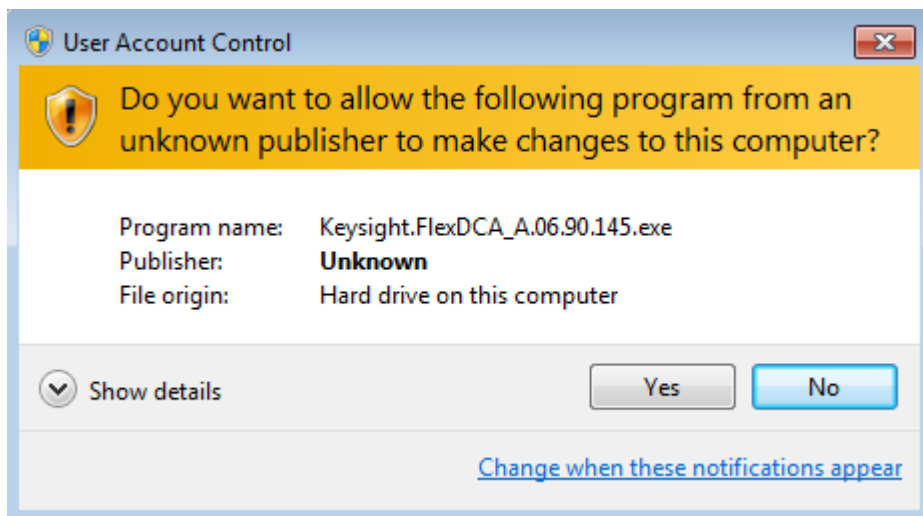 User Account Control
Do you want to allow the following program from an
unknown publisher to make changes to this computer?
Program name: Keysight.FlexDCA_A.06.90.145.exe
Publisher: Unknown
File origin: Hard drive on this computer
Show details Yes No
Change when these notifications appear